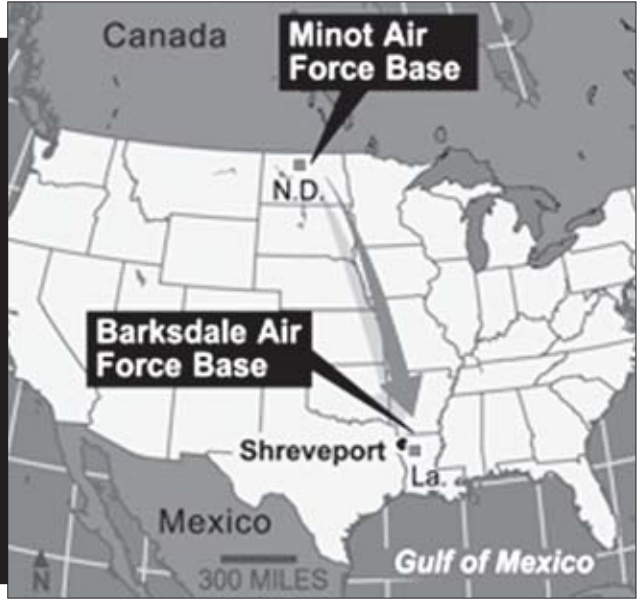 Canada
Minot Air
Force Base
N.D.
Barksdale Air
Force Base
Shreveport
La.
Mexico
Gulf of Mexico
300 MILES
N